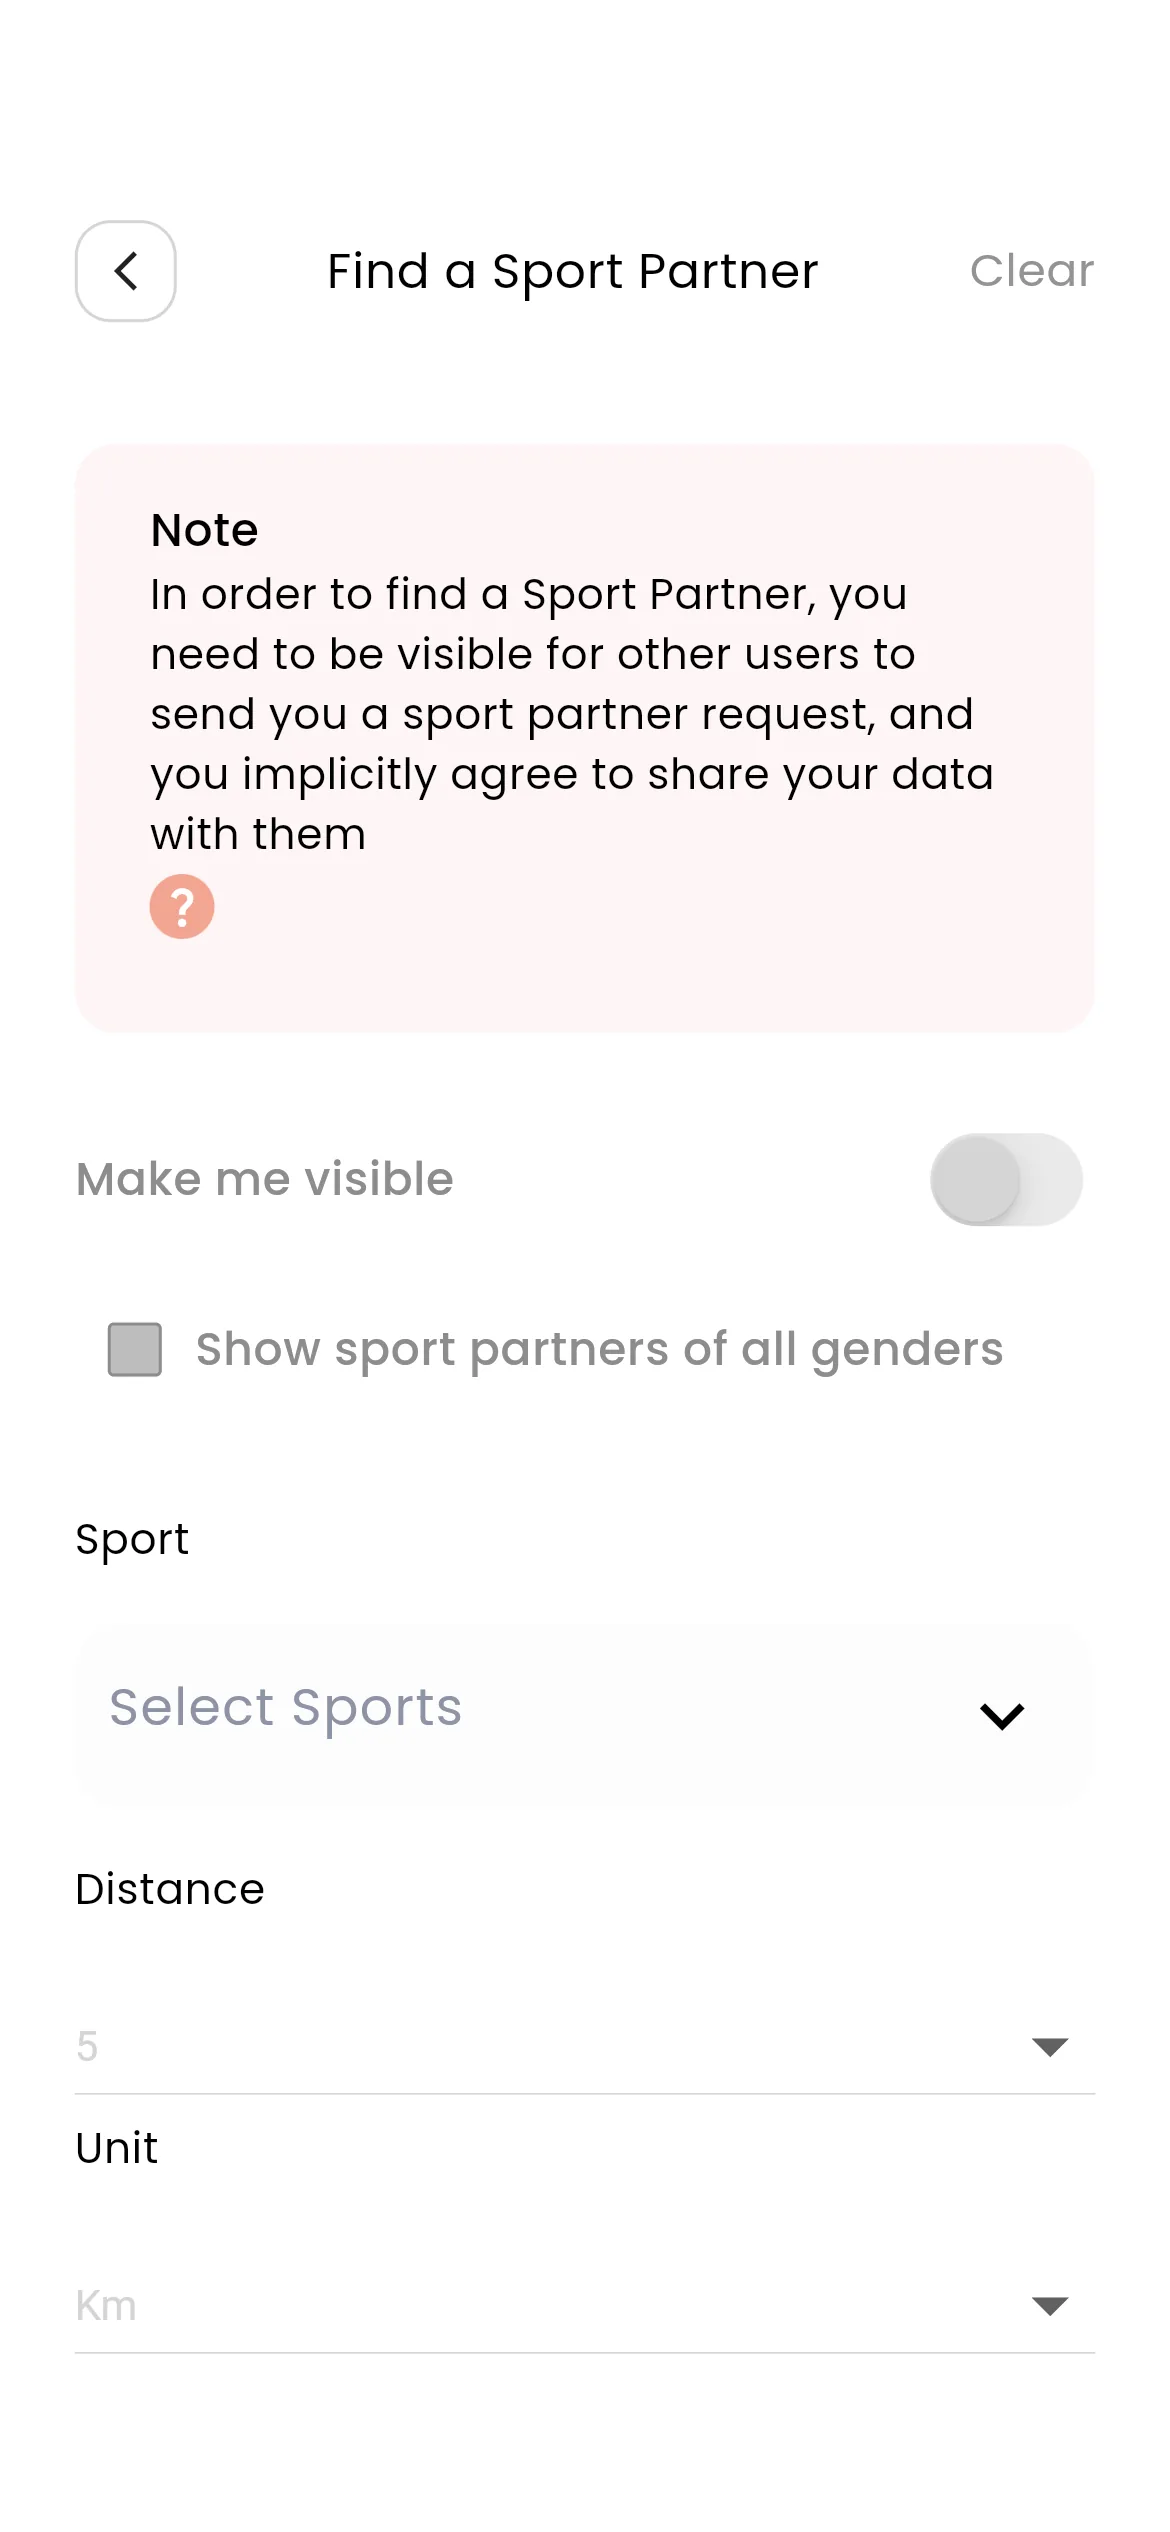 Find a Sport Partner
Clear
Note
In order to find a Sport Partner, you
need to be visible for other users to
send you a sport partner request, and
you implicitly agree to share your data
with them
?
Make me visible
Show sport partners of all genders
Sport
Select Sports
Distance
5
Unit
Km